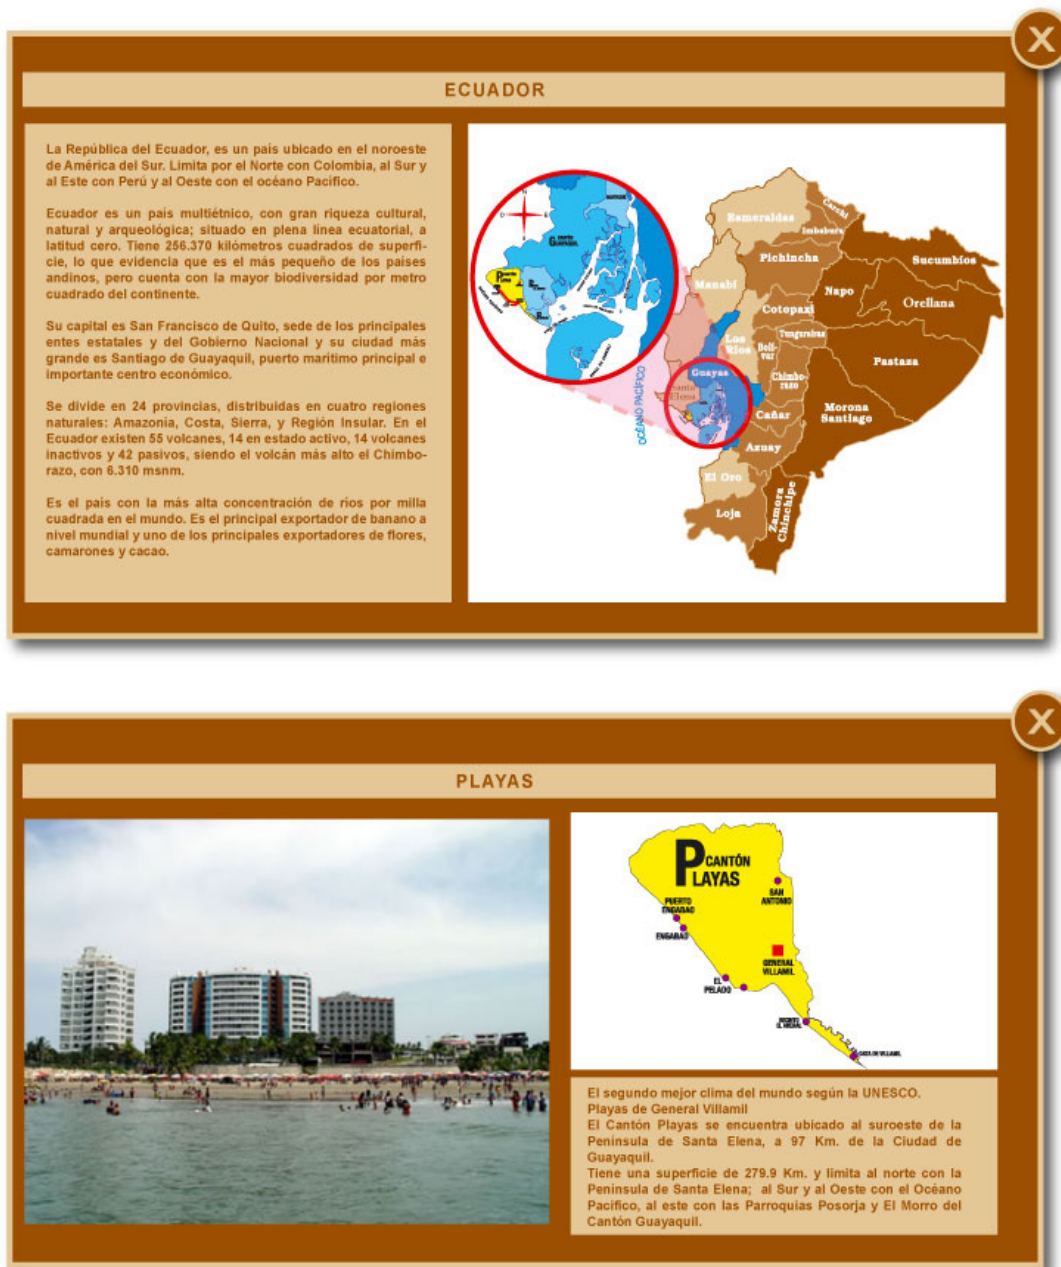 X
ECUADOR
La República del Ecuador, es un país ubicado en el noroeste
de América del Sur. Limita por el Norte con Colombia, al Sur y
al Este con Perú y al Oeste con el océano Pacífico.
Ecuador es un país multiétnico, con gran riqueza cultural,
natural y arqueológica; situado en plena línea ecuatorial, a
latitud cero. Tiene 256.370 kilómetros cuadrados de superfi-
cie, lo que evidencia que es el más pequeño de los países
andinos, pero cuenta con la mayor biodiversidad por metro
cuadrado del continente.
Su capital es San Francisco de Quito, sede de los principales
entes estatales y del Gobierno Nacional y su ciudad más
grande es Santiago de Guayaquil, puerto marítimo principal e
importante centro económico.
Se divide en 24 provincias, distribuidas en cuatro regiones
naturales: Amazonía, Costa, Sierra, y Región Insular. En el
Ecuador existen 55 volcanes, 14 en estado activo, 14 volcanes
inactivos y 42 pasivos, siendo el volcán más alto el Chimbo-
razo, con 6.310 msnm.
Es el país con la más alta concentración de ríos por milla
cuadrada en el mundo. Es el principal exportador de banano a
nivel mundial y uno de los principales exportadores de flores,
camarones y cacao.
N
O
E
S
GUAYAQUIL
PLAYAS
Esmeraldas
Carchi
Imbabura
Pichincha
Sucumbíos
Napo
Orellana
Manabí
Cotopaxi
Los
Ríos
Bolí-
var
Tungurahua
Pastaza
Guayas
Chimbo-
razo
Santa
Elena
Morona
Santiago
Cañar
OCÉANO PACÍFICO
Azuay
El Oro
Loja
Zamora
Chinchipe
X
PLAYAS
CANTÓN
PLAYAS
SAN
ANTONIO
PUERTO
ENGABAO
ENGABAO
GENERAL
VILLAMIL
EL
PELADO
DATA DE VILLAMIL
El segundo mejor clima del mundo según la UNESCO.
Playas de General Villamil
El Cantón Playas se encuentra ubicado al suroeste de la
Península de Santa Elena, a 97 Km. de la Ciudad de
Guayaquil.
Tiene una superficie de 279.9 Km. y limita al norte con la
Península de Santa Elena; al Sur y al Oeste con el Océano
Pacífico, al este con las Parroquias Posorja y El Morro del
Cantón Guayaquil.